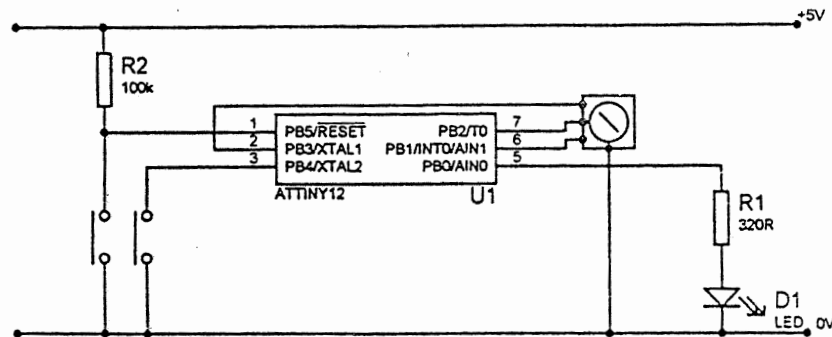 +5V
R2
100k
1 PB5/RESET PB2/T0 7
2 PB3/XTAL1 PB1/INT0/AIN1 6
3 PB4/XTAL2 PB0/AIN0 5
ATTINY12 U1
R1
320R
D1
LED 0V